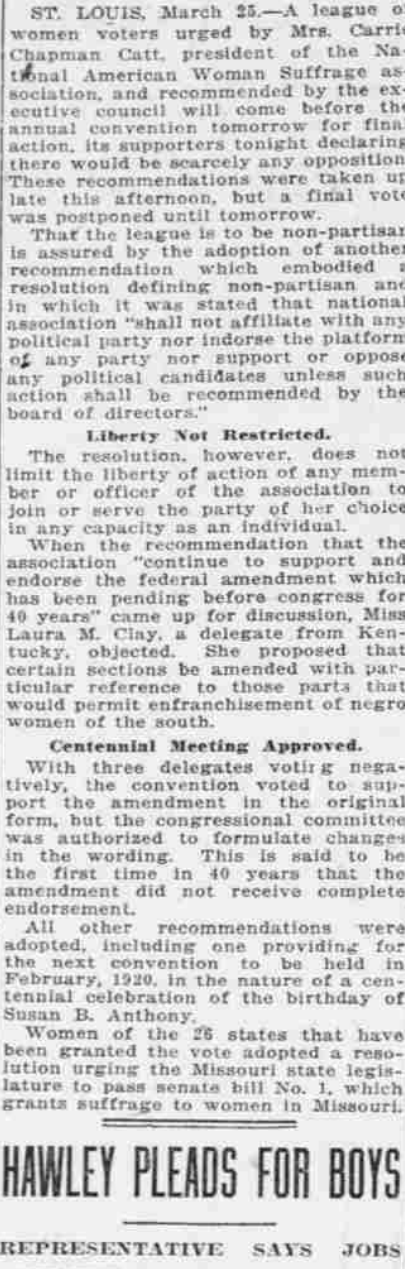 ST. LOUIS, March 25.—A league of
women voters urged by Mrs. Carrie
Chapman Catt, president of the Na-
tional American Woman Suffrage as-
sociation, and recommended by the ex-
ecutive council will come before the
annual convention tomorrow for final
action, its supporters tonight declaring
there would be scarcely any opposition.
These recommendations were taken up
late this afternoon, but a final vote
was postponed until tomorrow.
That the league is to be non-partisan
is assured by the adoption of another
recommendation which embodied a
resolution defining non-partisan and
in which it was stated that national
association "shall not affiliate with any
political party nor indorse the platform
of any party nor support or oppose
any political candidates unless such
action shall be recommended by the
board of directors."
Liberty Not Restricted.
The resolution, however, does not
limit the liberty of action of any mem-
ber or officer of the association to
join or serve the party of her choice
in any capacity as an individual.
When the recommendation that the
association "continue to support and
endorse the federal amendment which
has been pending before congress for
40 years" came up for discussion, Miss
Laura M. Clay, a delegate from Ken-
tucky, objected. She proposed that
certain sections be amended with par-
ticular reference to those parts that
would permit enfranchisement of negro
women of the south.
Centennial Meeting Approved.
With three delegates voting nega-
tively, the convention voted to sup-
port the amendment in the original
form, but the congressional committee
was authorized to formulate changes
in the wording. This is said to be
the first time in 40 years that the
amendment did not receive complete
endorsement.
All other recommendations were
adopted, including one providing for
the next convention to be held in
February, 1920, in the nature of a cen-
tennial celebration of the birthday of
Susan B. Anthony.
Women of the 26 states that have
been granted the vote adopted a reso-
lution urging the Missouri state legis-
lature to pass senate bill No. 1, which
grants suffrage to women in Missouri.
HAWLEY PLEADS FOR BOYS
REPRESENTATIVE SAYS JOBS